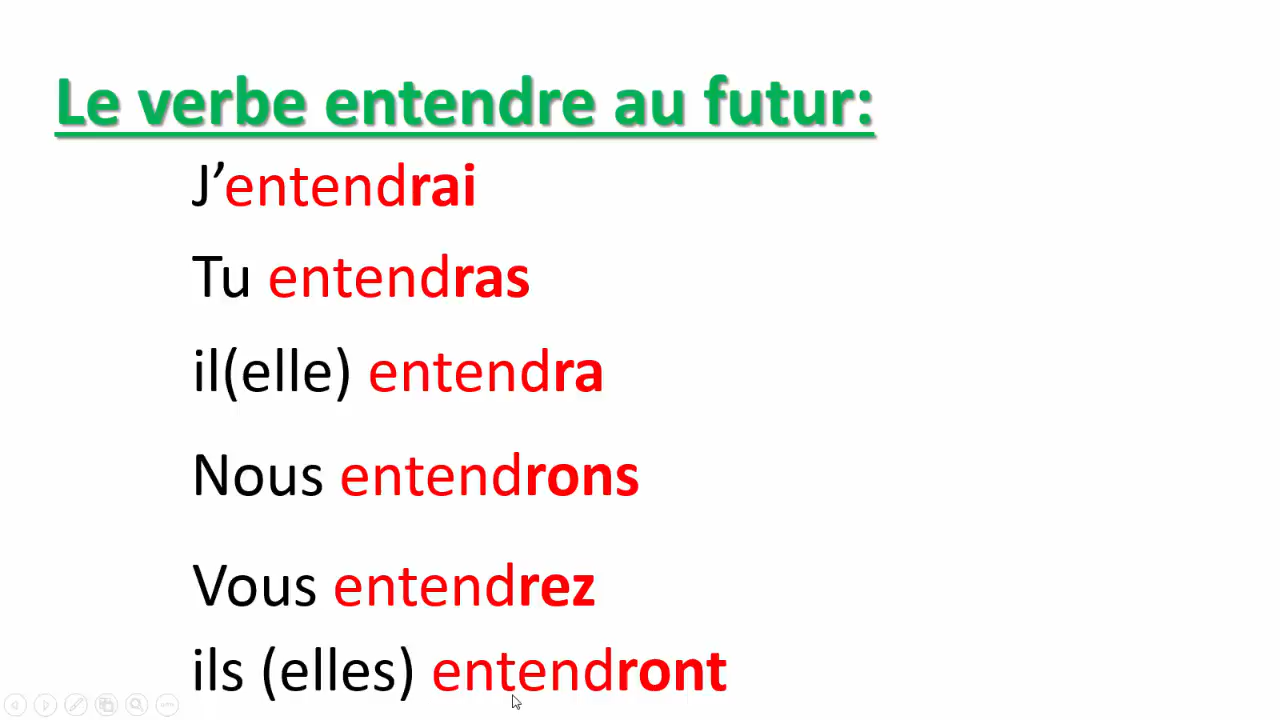 Le verbe entendre au futur:
J’entendrai
Tu entendras
il(elle) entendra
Nous entendrons
Vous entendrez
ils (elles) entendront